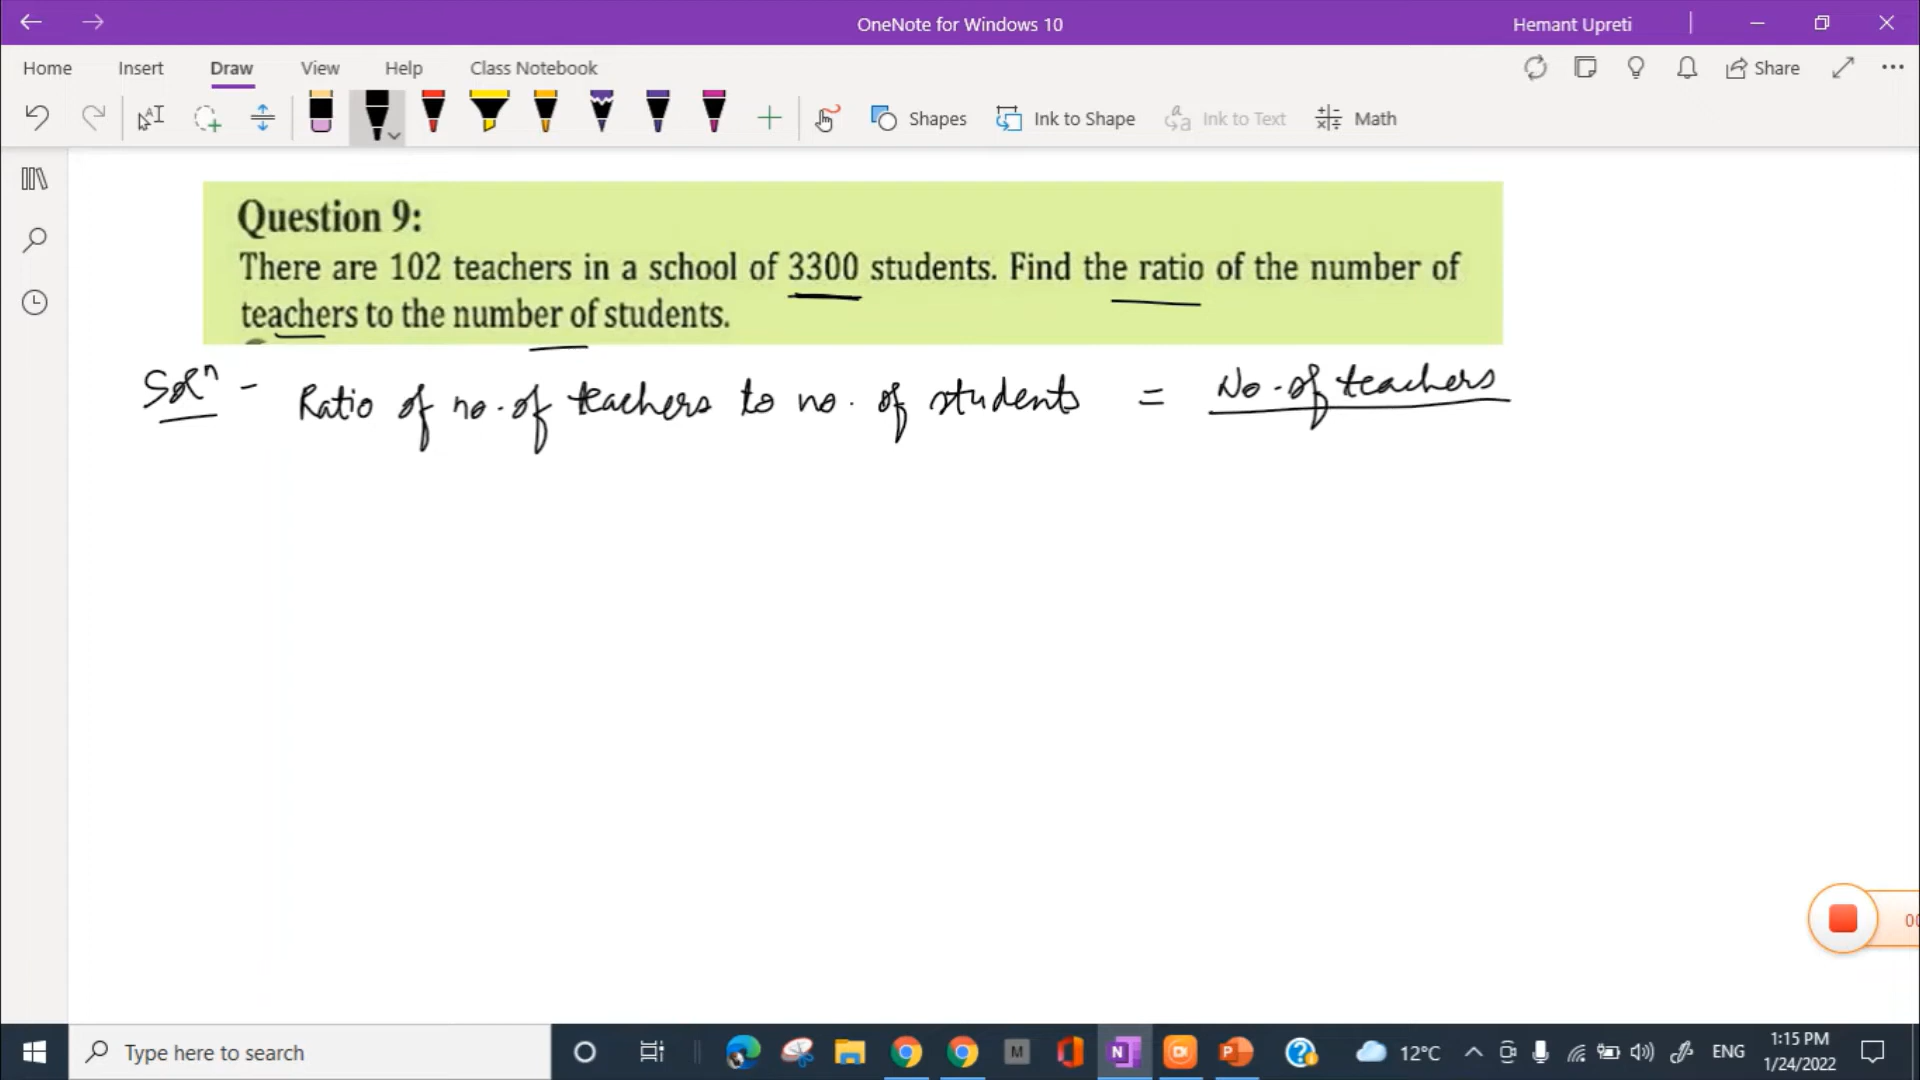 OneNote for Windows 10
Hemant Upreti
Home Insert Draw View Help Class Notebook
Share
Shapes Ink to Shape Ink to Text Math
Question 9:
There are 102 teachers in a school of 3300 students. Find the ratio of the number of
teachers to the number of students.
Solⁿ - Ratio of no. of teachers to no. of students = No. of teachers
00
Type here to search
12°C
ENG
1:15 PM
1/24/2022